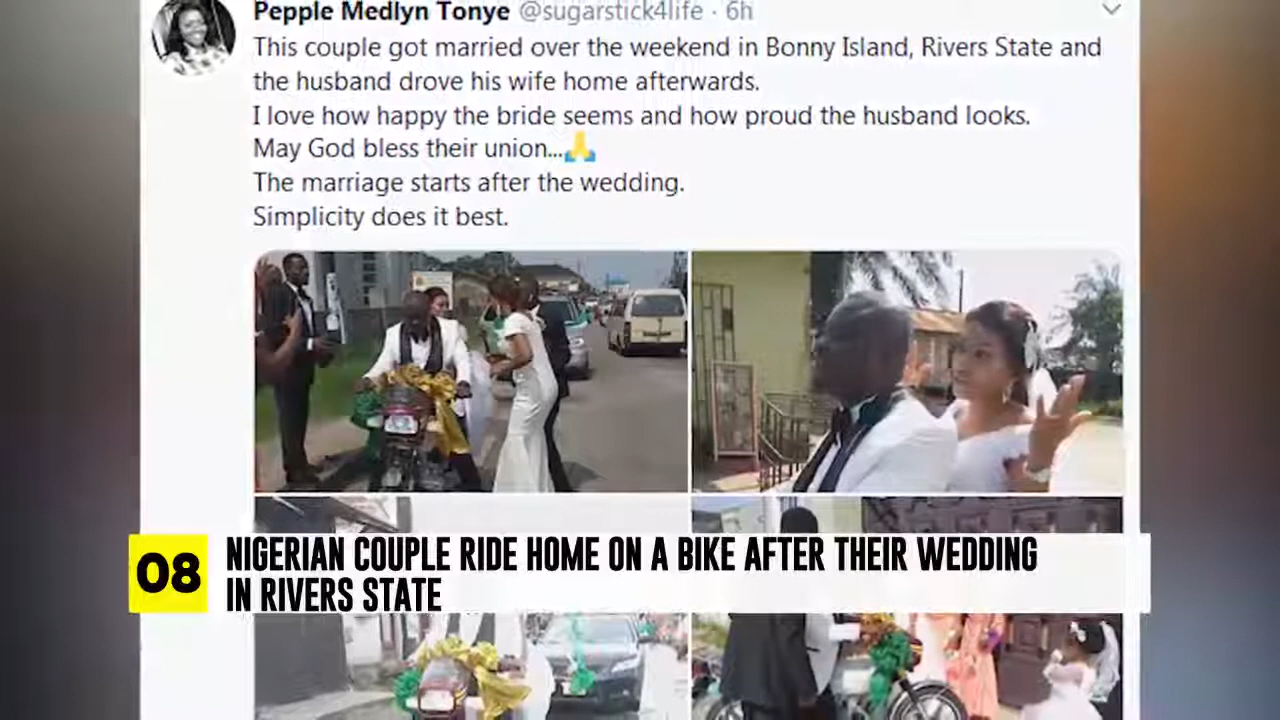 Pepple Medlyn Tonye @sugarstick4life · 6h
This couple got married over the weekend in Bonny Island, Rivers State and
the husband drove his wife home afterwards.
I love how happy the bride seems and how proud the husband looks.
May God bless their union...🙏
The marriage starts after the wedding.
Simplicity does it best.
08
NIGERIAN COUPLE RIDE HOME ON A BIKE AFTER THEIR WEDDING
IN RIVERS STATE